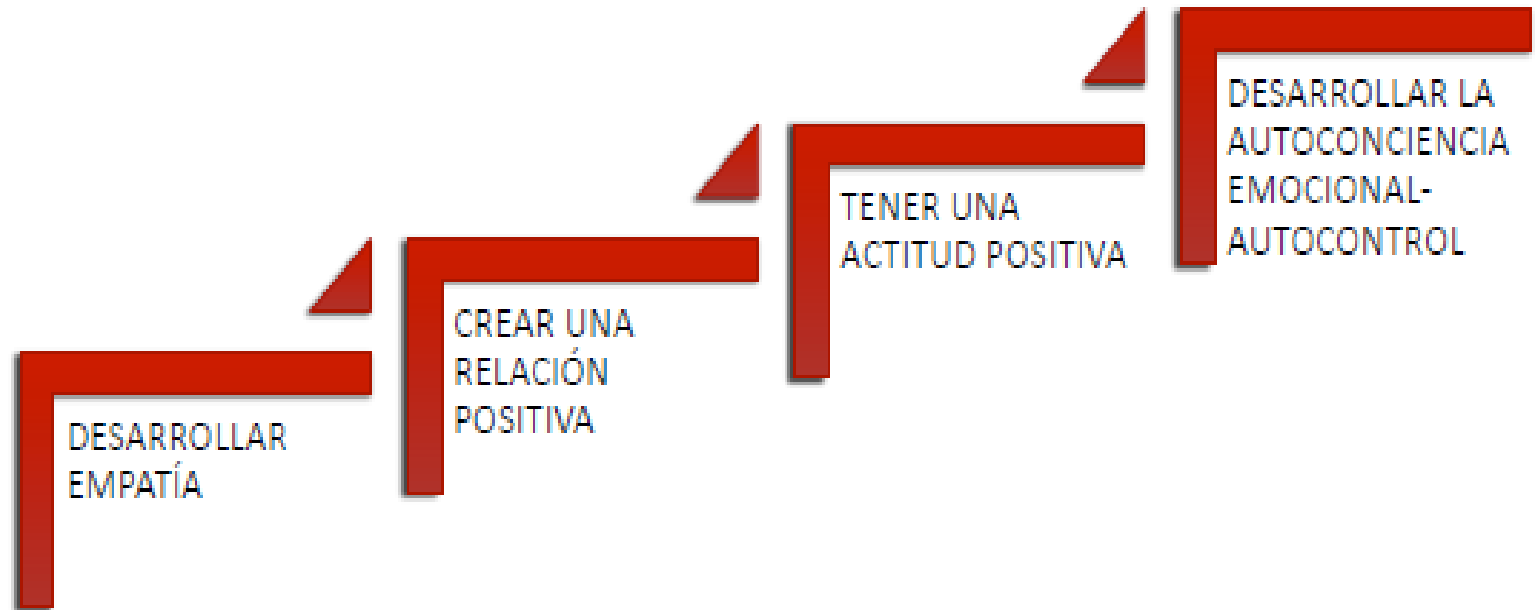 DESARROLLAR
EMPATÍA
CREAR UNA
RELACIÓN
POSITIVA
TENER UNA
ACTITUD POSITIVA
DESARROLLAR LA
AUTOCONCIENCIA
EMOCIONAL-
AUTOCONTROL